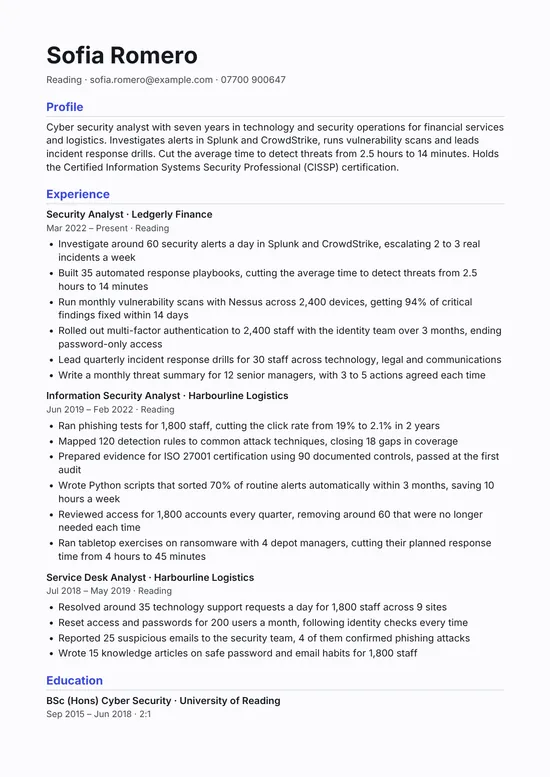 Sofia Romero
Reading · sofia.romero@example.com · 07700 900647
Profile
Cyber security analyst with seven years in technology and security operations for financial services
and logistics. Investigates alerts in Splunk and CrowdStrike, runs vulnerability scans and leads
incident response drills. Cut the average time to detect threats from 2.5 hours to 14 minutes. Holds
the Certified Information Systems Security Professional (CISSP) certification.
Experience
Security Analyst · Ledgerly Finance
Mar 2022 – Present · Reading
• Investigate around 60 security alerts a day in Splunk and CrowdStrike, escalating 2 to 3 real
incidents a week
• Built 35 automated response playbooks, cutting the average time to detect threats from 2.5
hours to 14 minutes
• Run monthly vulnerability scans with Nessus across 2,400 devices, getting 94% of critical
findings fixed within 14 days
• Rolled out multi-factor authentication to 2,400 staff with the identity team over 3 months, ending
password-only access
• Lead quarterly incident response drills for 30 staff across technology, legal and communications
• Write a monthly threat summary for 12 senior managers, with 3 to 5 actions agreed each time
Information Security Analyst · Harbourline Logistics
Jun 2019 – Feb 2022 · Reading
• Ran phishing tests for 1,800 staff, cutting the click rate from 19% to 2.1% in 2 years
• Mapped 120 detection rules to common attack techniques, closing 18 gaps in coverage
• Prepared evidence for ISO 27001 certification using 90 documented controls, passed at the first
audit
• Wrote Python scripts that sorted 70% of routine alerts automatically within 3 months, saving 10
hours a week
• Reviewed access for 1,800 accounts every quarter, removing around 60 that were no longer
needed each time
• Ran tabletop exercises on ransomware with 4 depot managers, cutting their planned response
time from 4 hours to 45 minutes
Service Desk Analyst · Harbourline Logistics
Jul 2018 – May 2019 · Reading
• Resolved around 35 technology support requests a day for 1,800 staff across 9 sites
• Reset access and passwords for 200 users a month, following identity checks every time
• Reported 25 suspicious emails to the security team, 4 of them confirmed phishing attacks
• Wrote 15 knowledge articles on safe password and email habits for 1,800 staff
Education
BSc (Hons) Cyber Security · University of Reading
Sep 2015 – Jun 2018 · 2:1